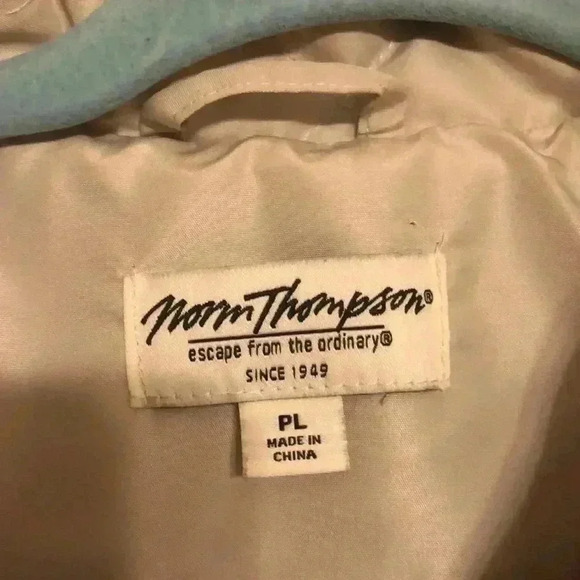 Norm Thompson®
escape from the ordinary®
SINCE 1949
PL
MADE IN
CHINA